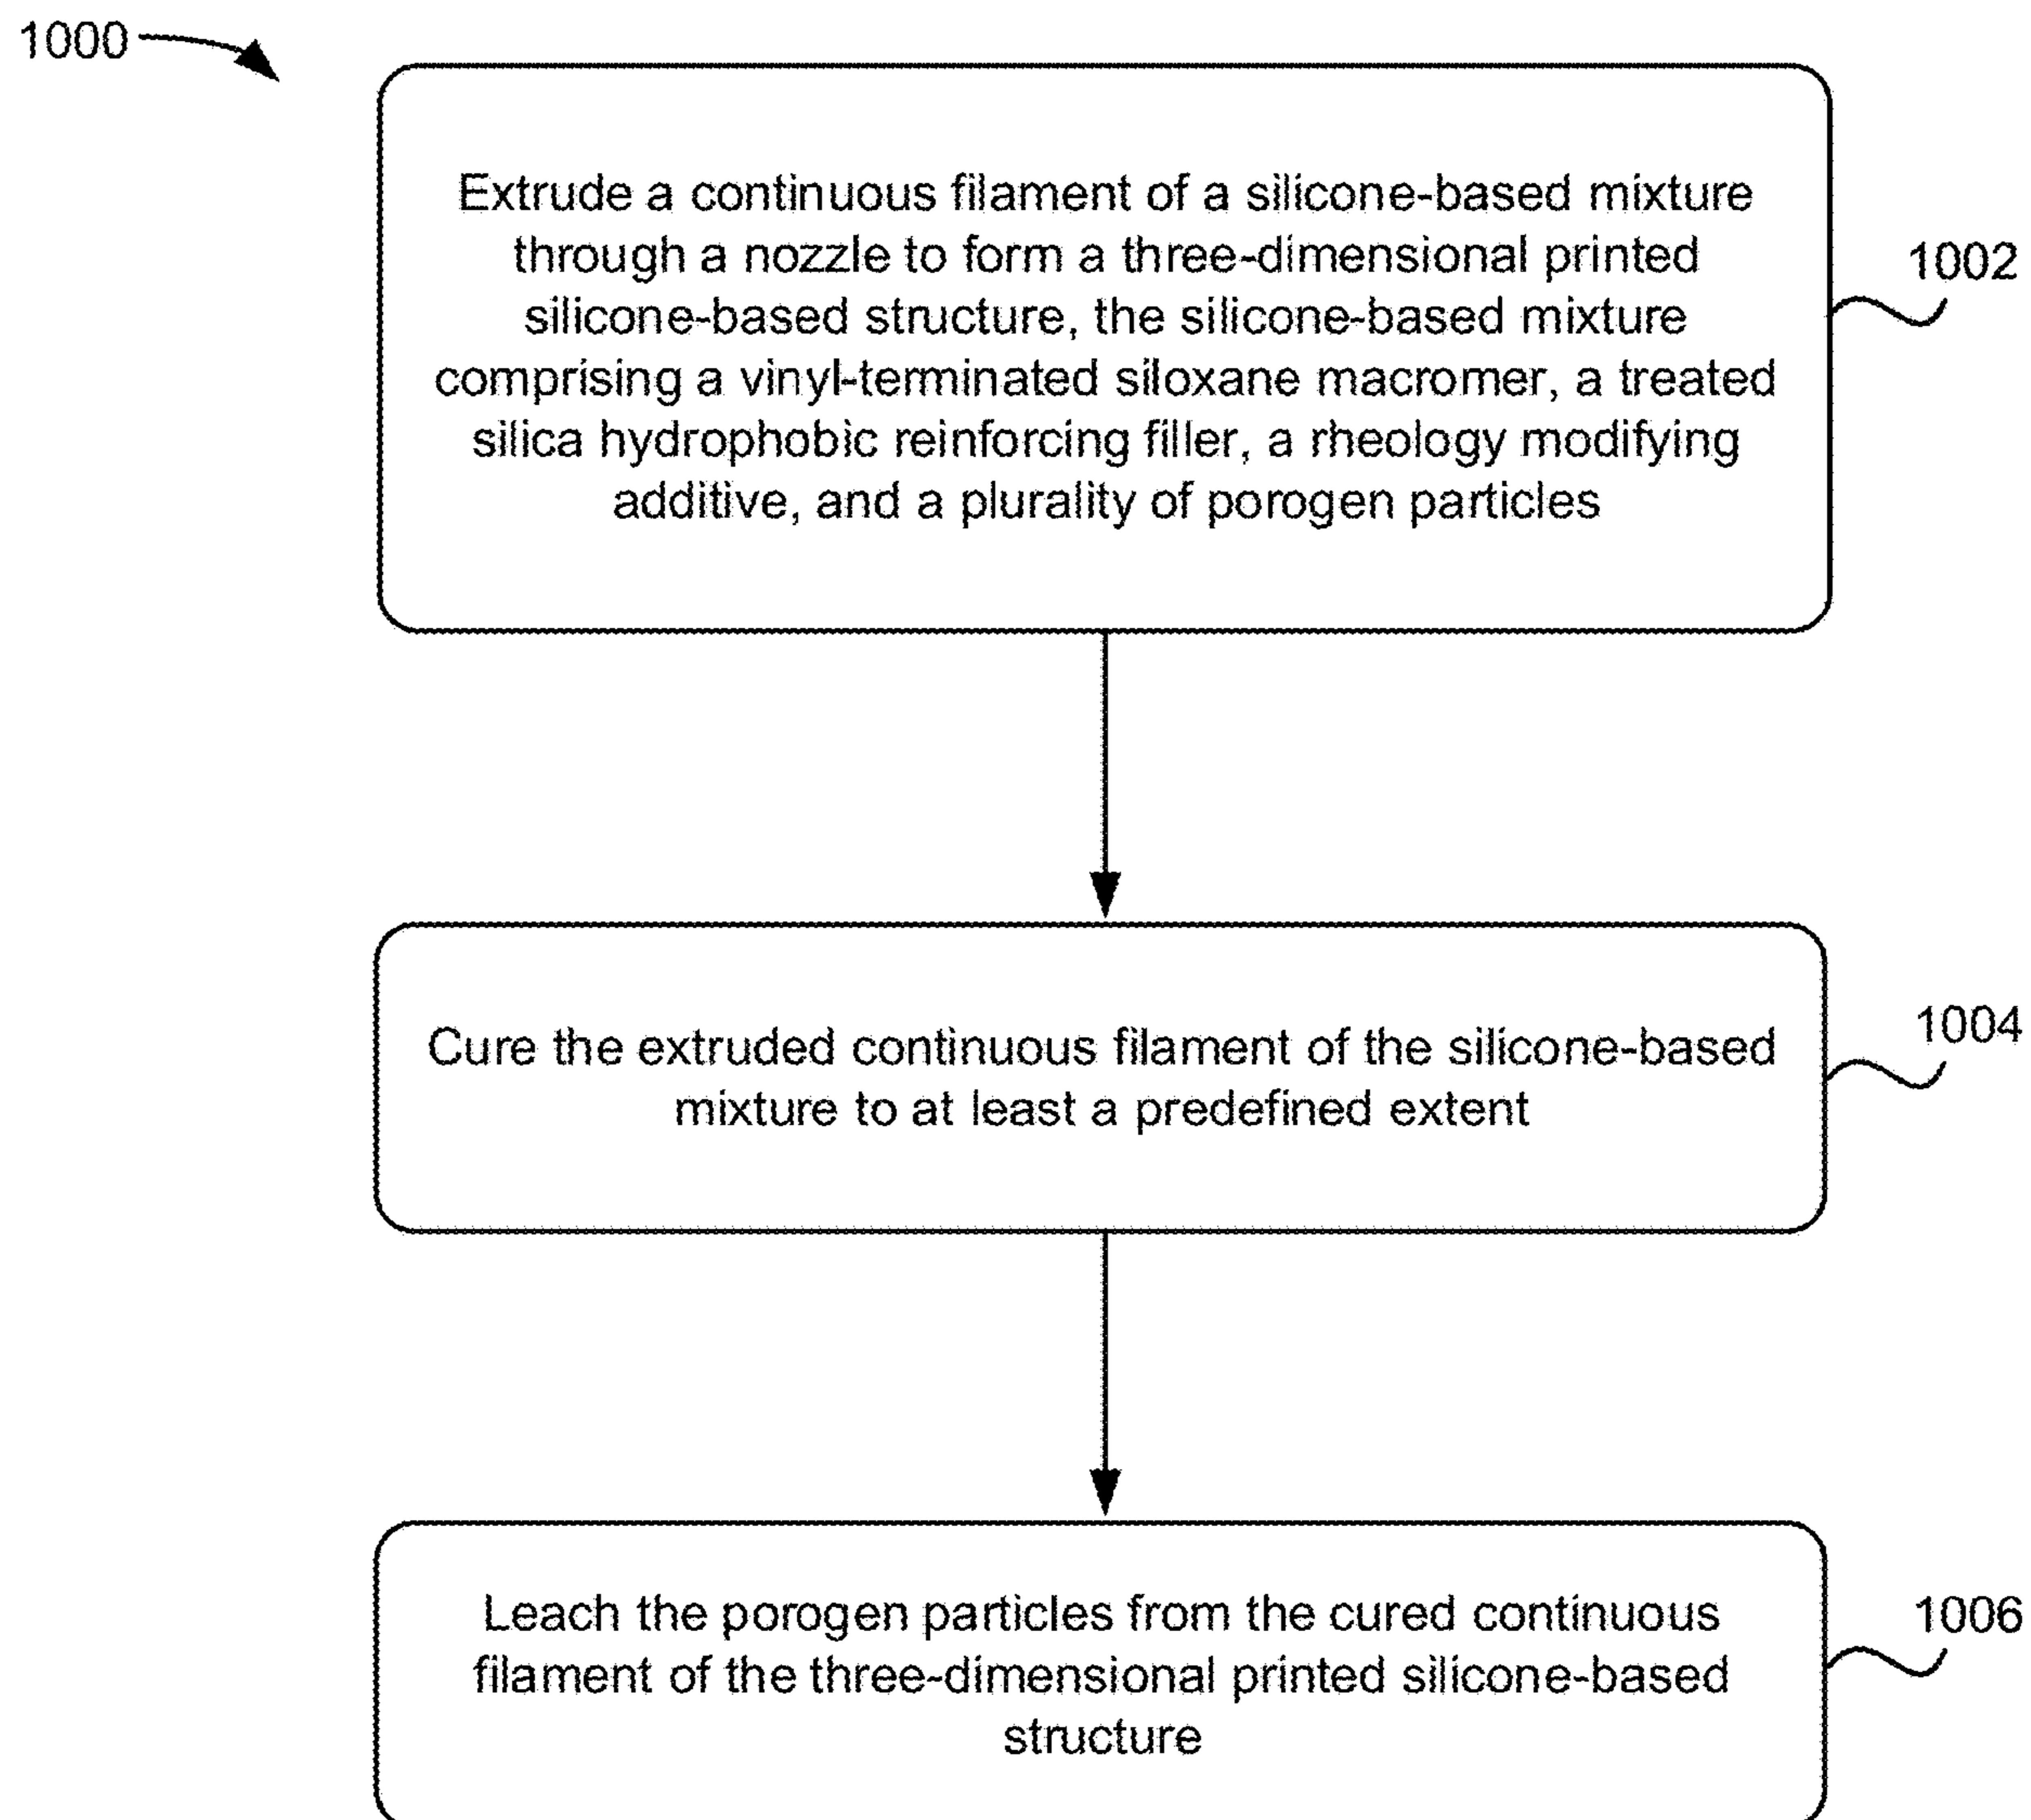 1000
Extrude a continuous filament of a silicone-based mixture
through a nozzle to form a three-dimensional printed
silicone-based structure, the silicone-based mixture
comprising a vinyl-terminated siloxane macromer, a treated
silica hydrophobic reinforcing filler, a rheology modifying
additive, and a plurality of porogen particles
1002
Cure the extruded continuous filament of the silicone-based
mixture to at least a predefined extent
1004
Leach the porogen particles from the cured continuous
filament of the three-dimensional printed silicone-based
structure
1006